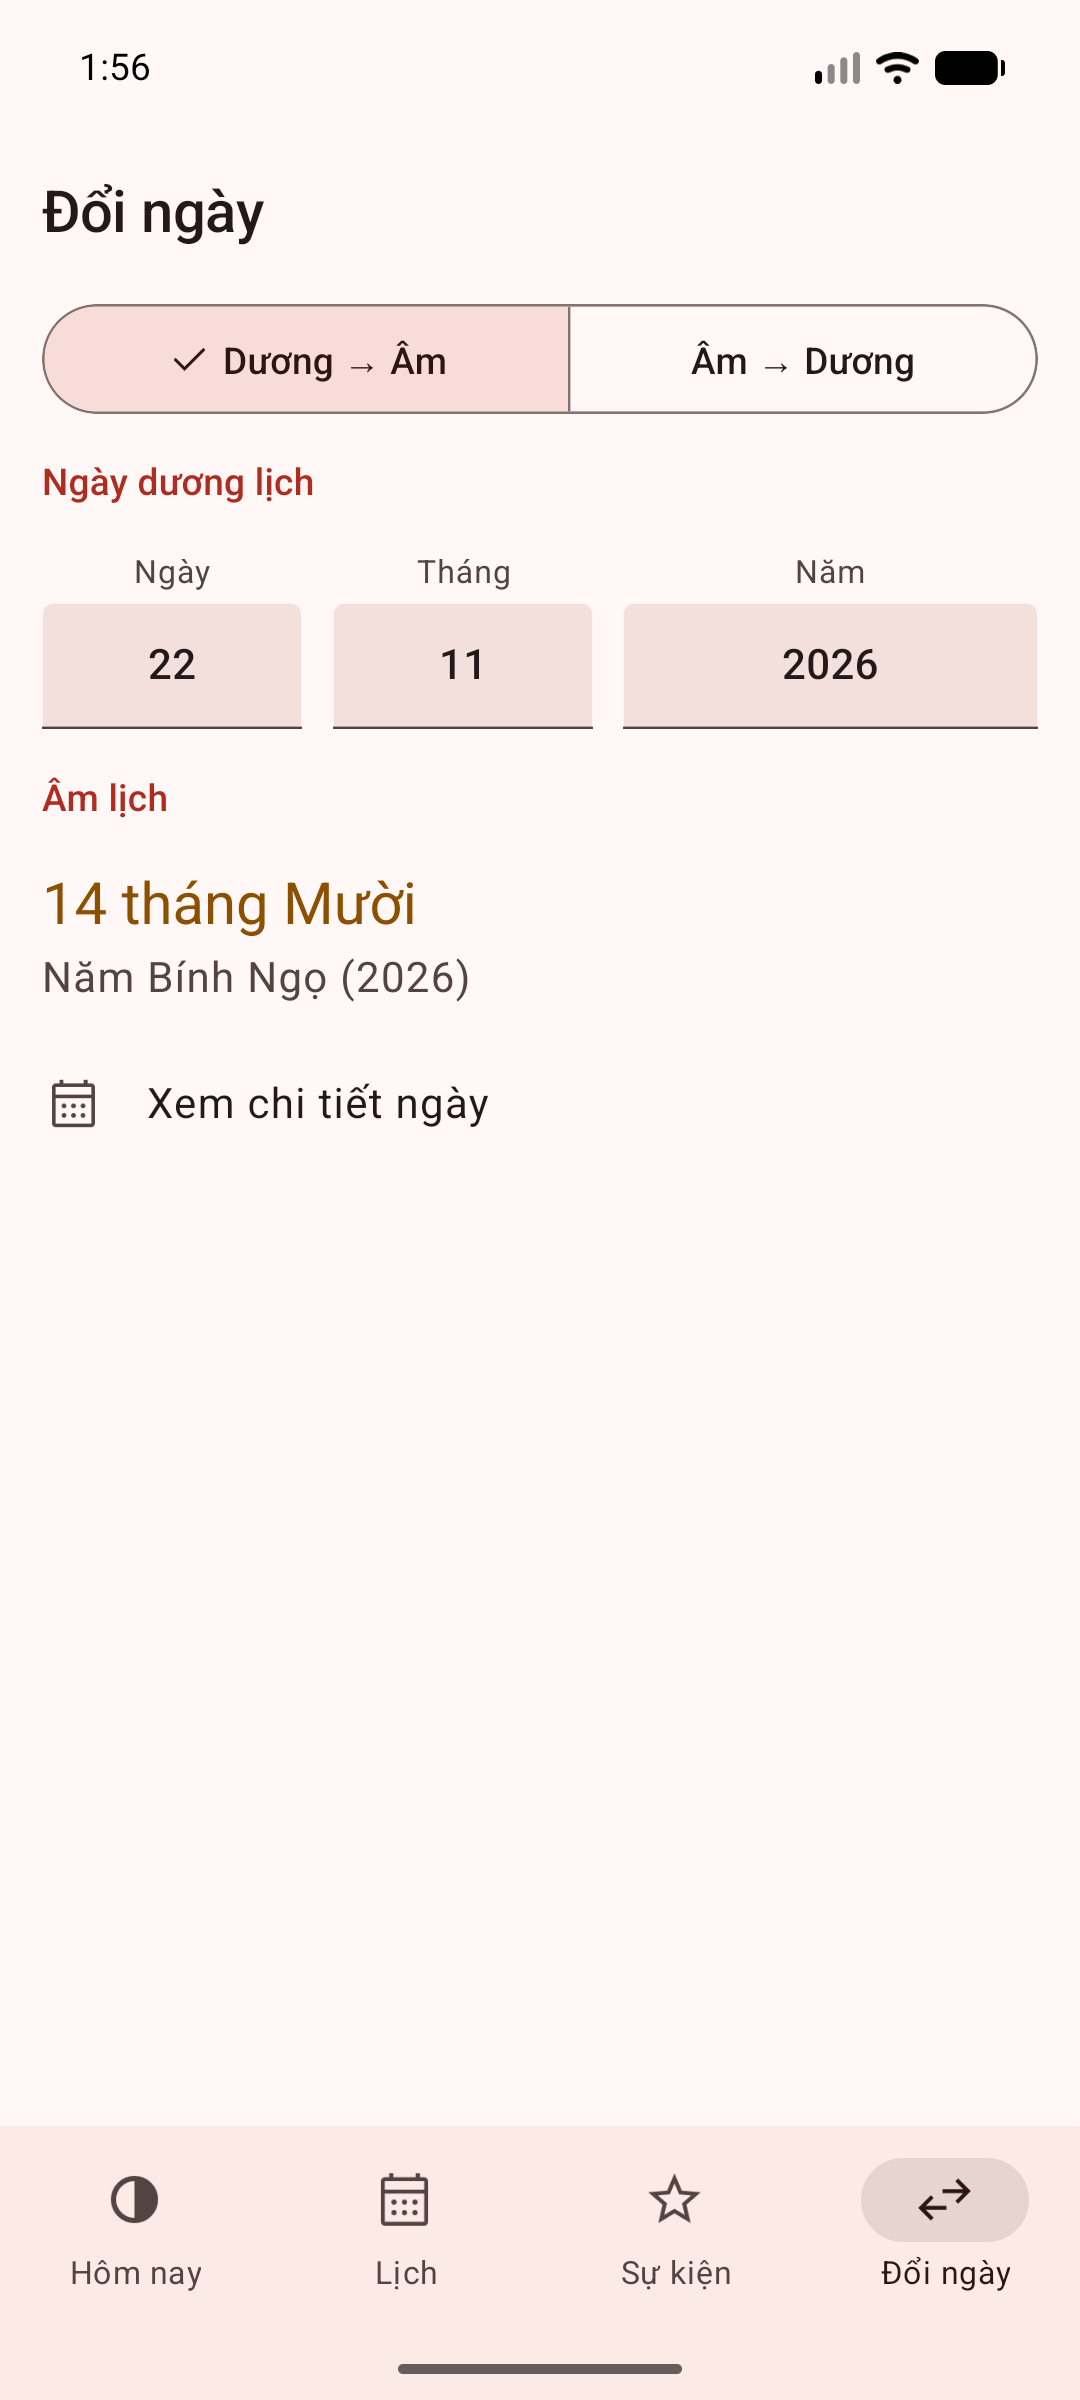 1:56
Đổi ngày
Dương → Âm
Âm → Dương
Ngày dương lịch
Ngày
Tháng
Năm
22
11
2026
Âm lịch
14 tháng Mười
Năm Bính Ngọ (2026)
Xem chi tiết ngày
Hôm nay
Lịch
Sự kiện
Đổi ngày